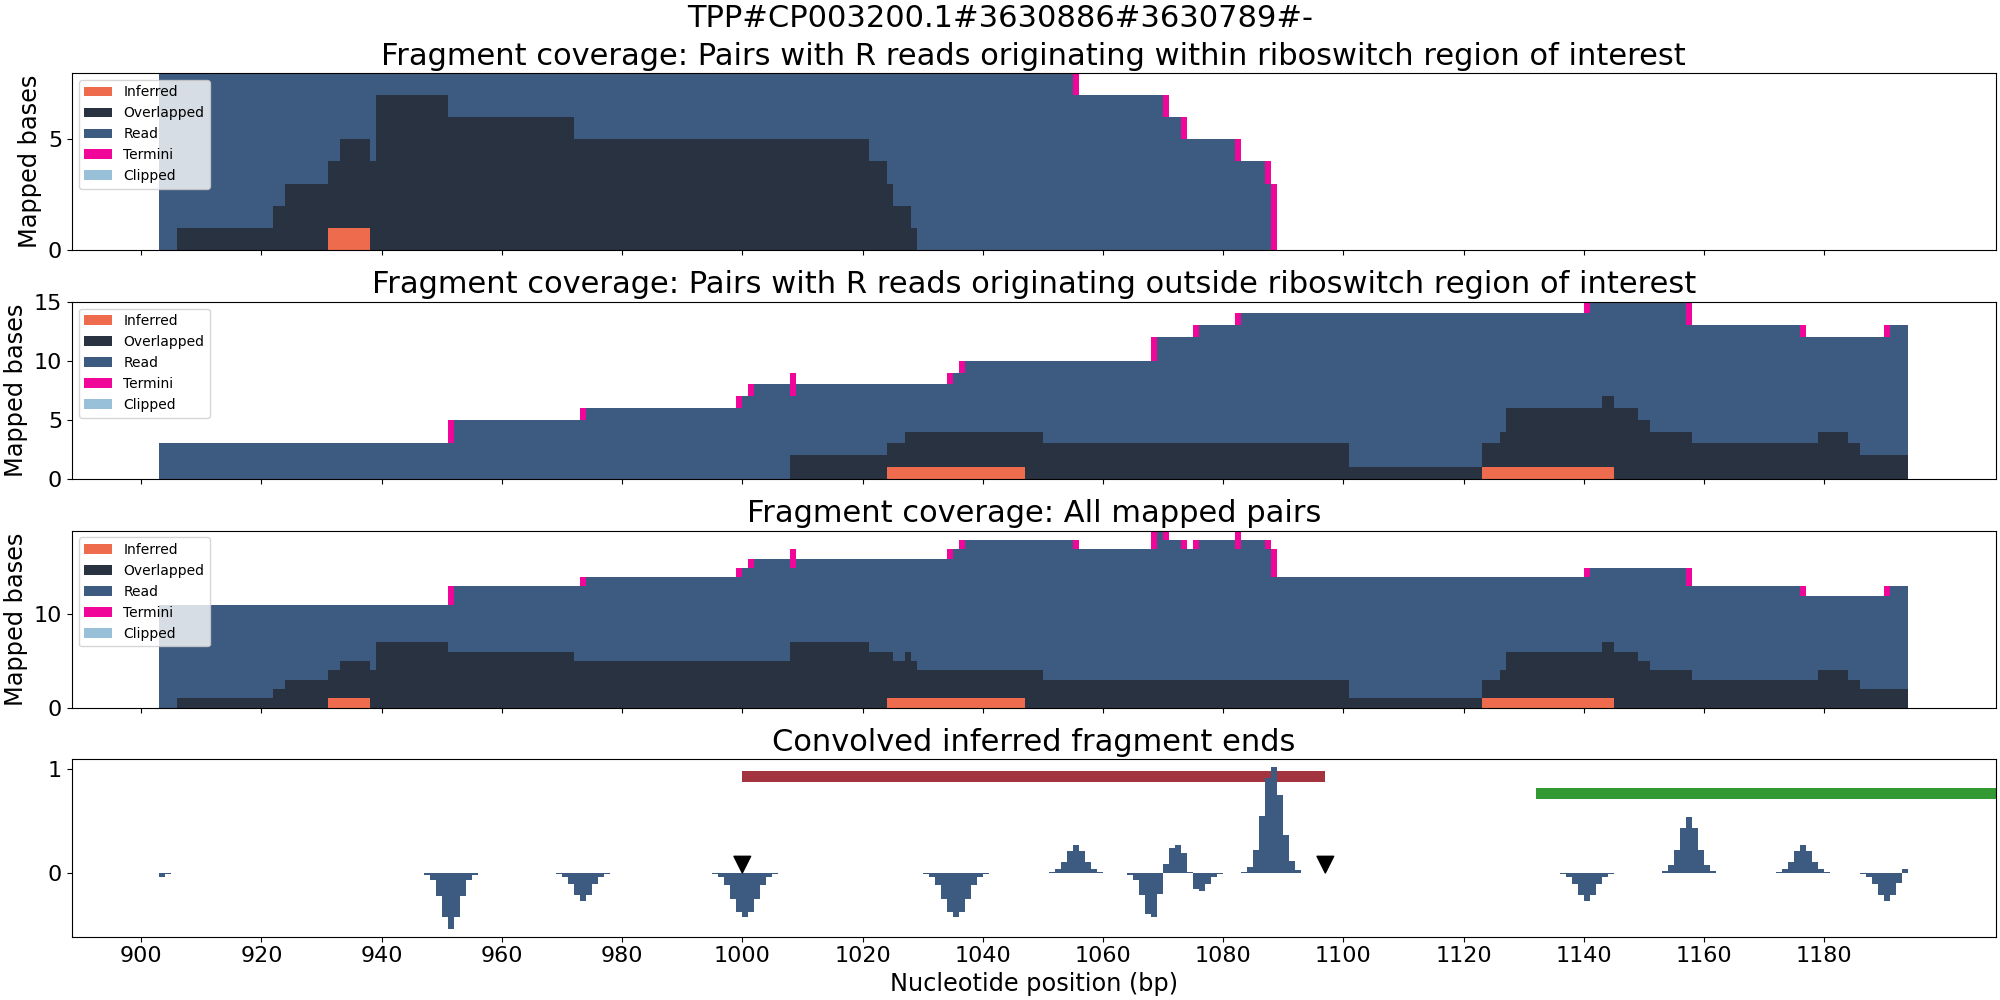 TPP#CP003200.1#3630886#3630789#-
Fragment coverage: Pairs with R reads originating within riboswitch region of interest
Mapped bases
5
0
Inferred
Overlapped
Read
Termini
Clipped
Fragment coverage: Pairs with R reads originating outside riboswitch region of interest
Mapped bases
15
10
5
0
Inferred
Overlapped
Read
Termini
Clipped
Fragment coverage: All mapped pairs
Mapped bases
10
0
Inferred
Overlapped
Read
Termini
Clipped
Convolved inferred fragment ends
1
0
900 920 940 960 980 1000 1020 1040 1060 1080 1100 1120 1140 1160 1180
Nucleotide position (bp)